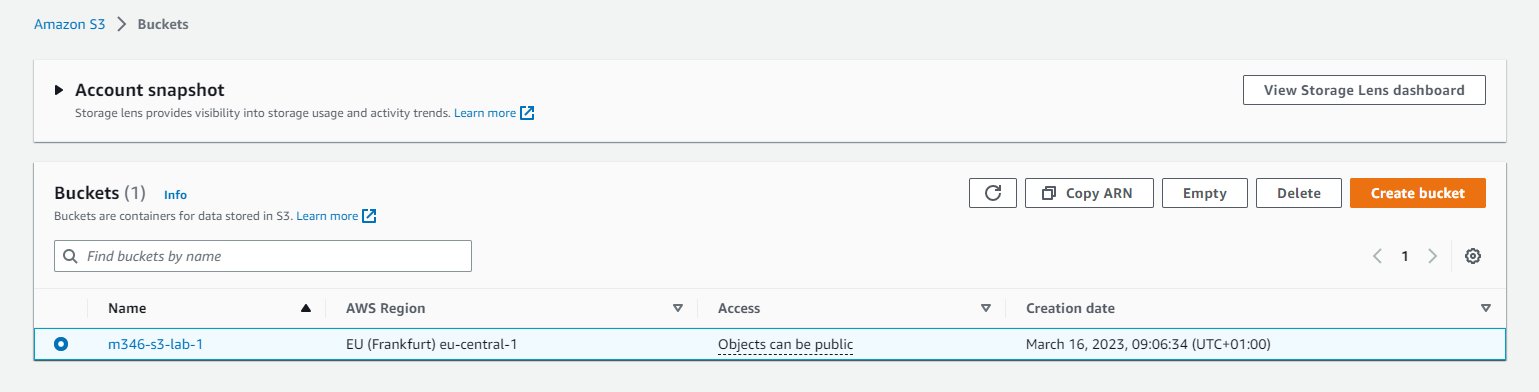 Amazon S3 > Buckets
Account snapshot
View Storage Lens dashboard
Storage lens provides visibility into storage usage and activity trends. Learn more
Buckets (1) Info
Copy ARN Empty Delete Create bucket
Buckets are containers for data stored in S3. Learn more
Find buckets by name
1
Name AWS Region Access Creation date
m346-s3-lab-1 EU (Frankfurt) eu-central-1 Objects can be public March 16, 2023, 09:06:34 (UTC+01:00)